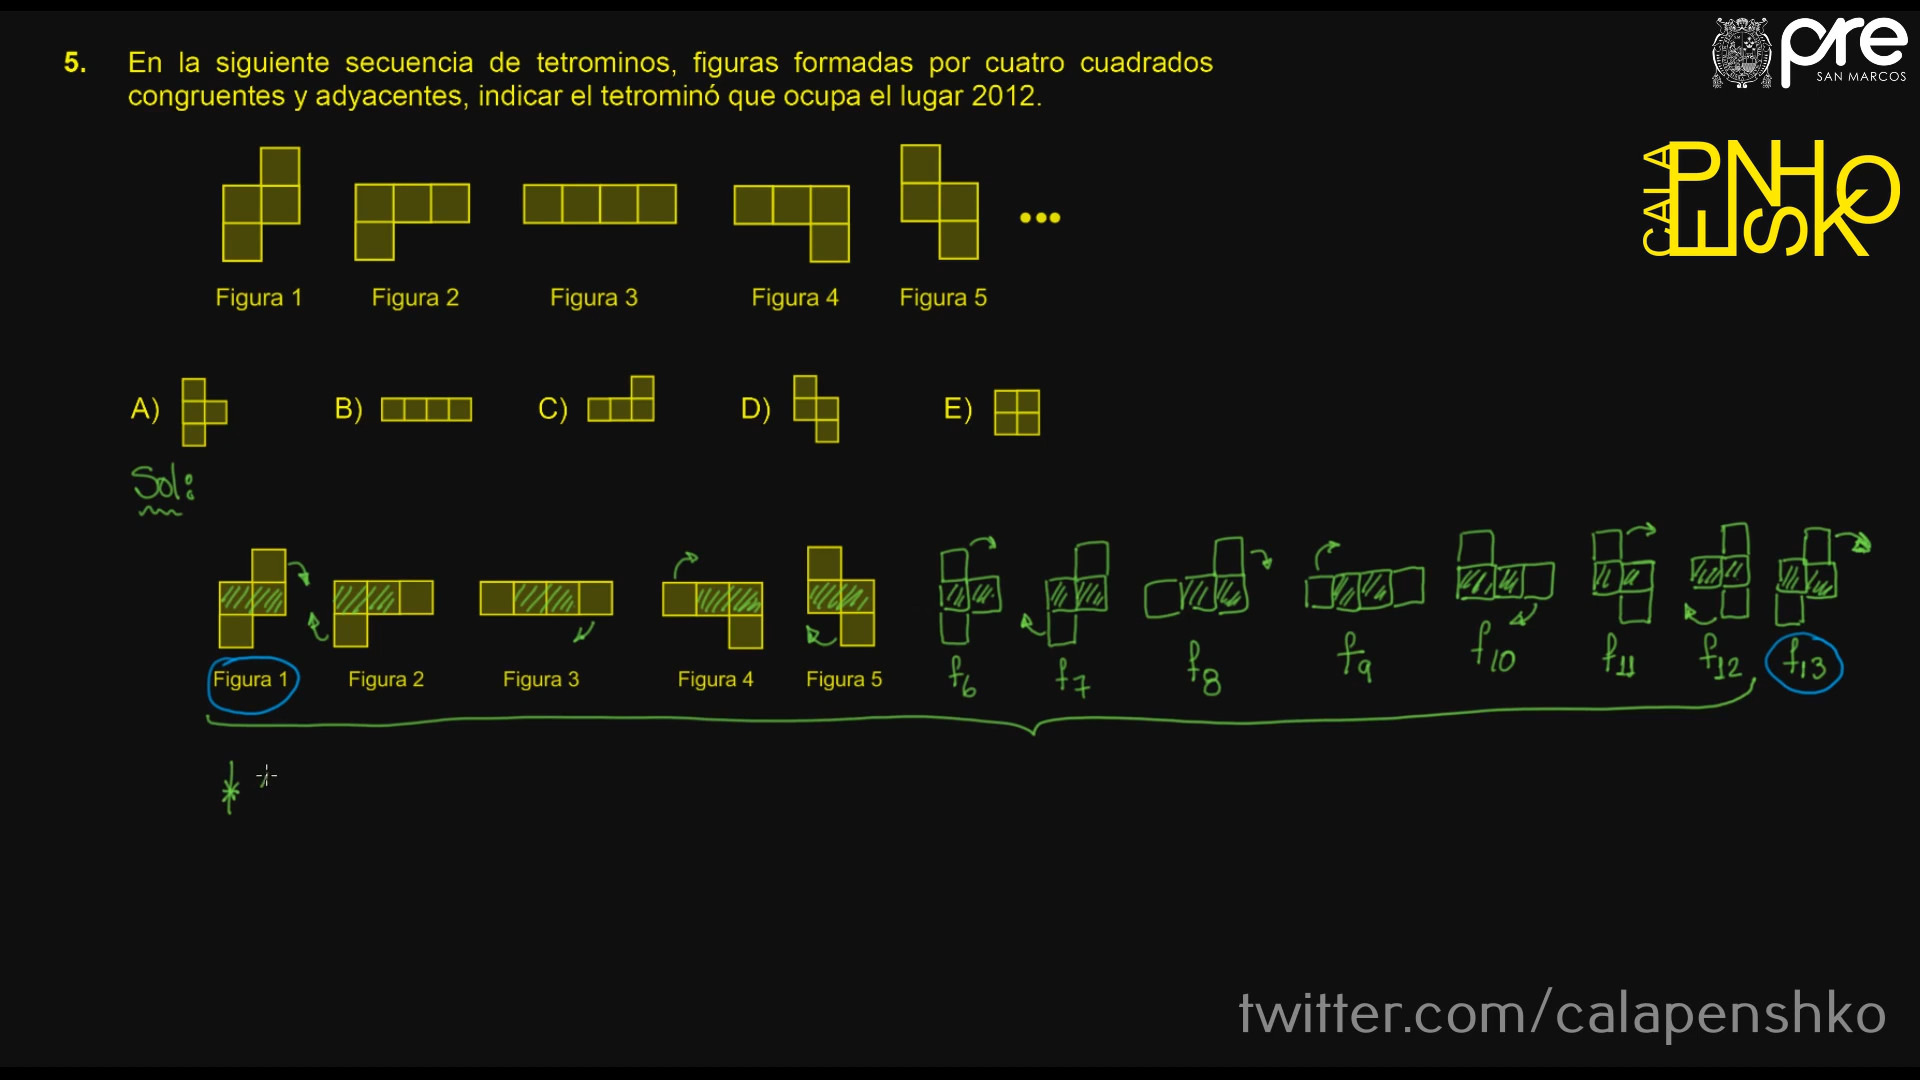 pre
SAN MARCOS
5. En la siguiente secuencia de tetrominos, figuras formadas por cuatro cuadrados
congruentes y adyacentes, indicar el tetrominó que ocupa el lugar 2012.
CALA PENSHKO
Figura 1 Figura 2 Figura 3 Figura 4 Figura 5
A) B) C) D) E)
Sol:
Figura 1 Figura 2 Figura 3 Figura 4 Figura 5 f6 f7 f8 f9 f10 f11 f12 f13
*
twitter.com/calapenshko